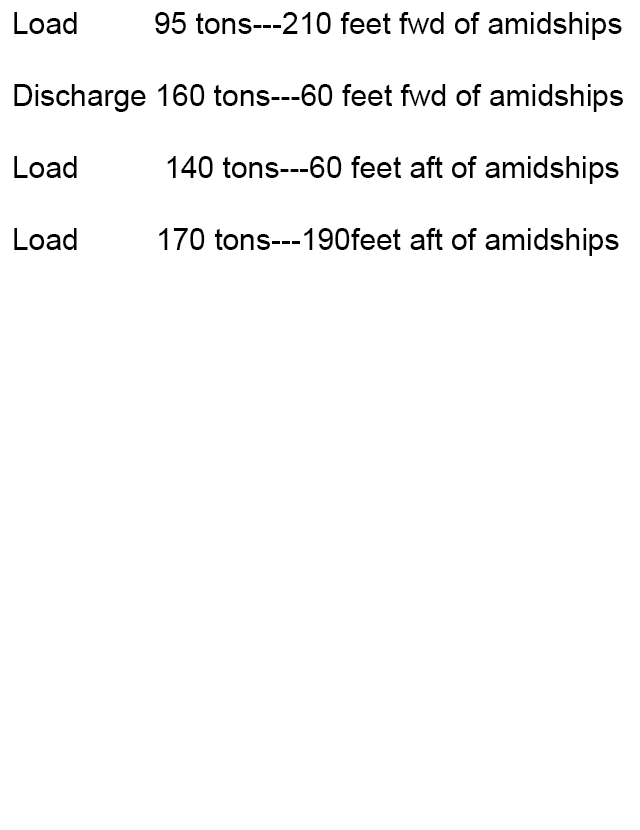 Load 95 tons---210 feet fwd of amidships
Discharge 160 tons---60 feet fwd of amidships
Load 140 tons---60 feet aft of amidships
Load 170 tons---190feet aft of amidships